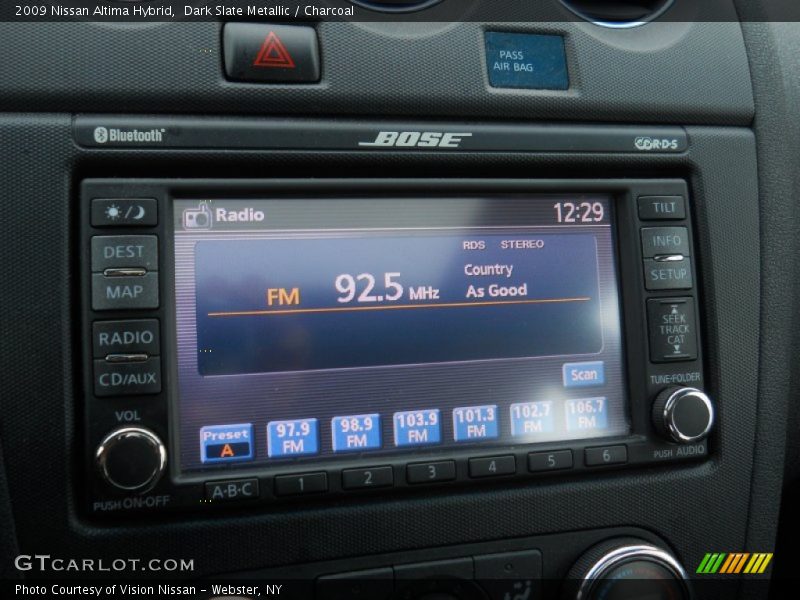 2009 Nissan Altima Hybrid,  Dark Slate Metallic / Charcoal
PASS
AIR BAG
Bluetooth
BOSE
R·D·S
Radio
12:29
TILT
DEST
MAP
RDS STEREO
INFO
SETUP
Country
FM 92.5 MHz As Good
SEEK
TRACK
CAT
RADIO
CD/AUX
Scan
TUNE·FOLDER
VOL
Preset
A
97.9
FM
98.9
FM
103.9
FM
101.3
FM
102.7
FM
106.7
FM
PUSH ON·OFF
PUSH AUDIO
A·B·C
1
2
3
4
5
6
GTCARLOT.COM
Photo Courtesy of Vision Nissan - Webster, NY